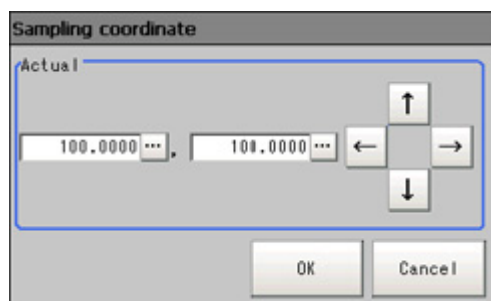 Sampling coordinate
Actual
100.0000 ... , 100.0000 ...
↑
← →
↓
OK Cancel